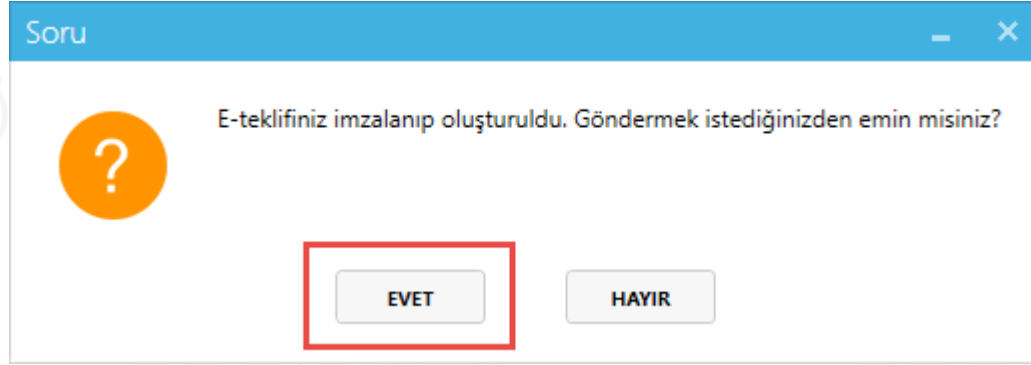 Soru
E-teklifiniz imzalanıp oluşturuldu. Göndermek istediğinizden emin misiniz?
?
EVET HAYIR